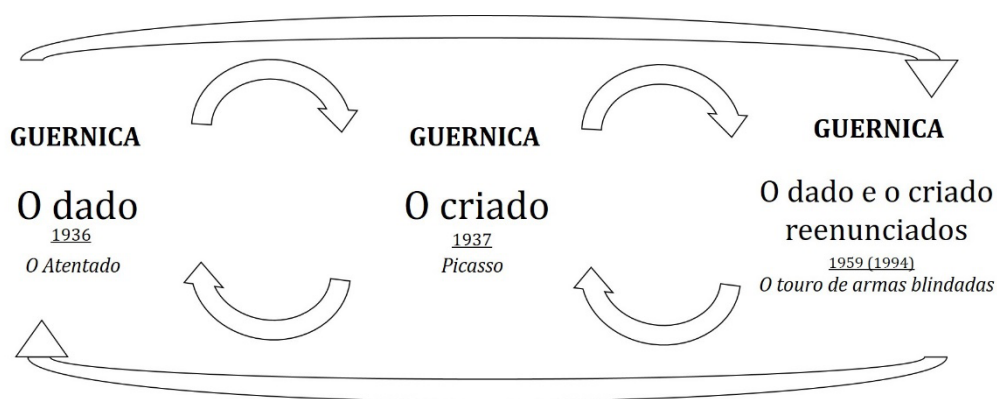 GUERNICA
O dado
1936
O Atentado
GUERNICA
O criado
1937
Picasso
GUERNICA
O dado e o criado
reenunciados
1959 (1994)
O touro de armas blindadas